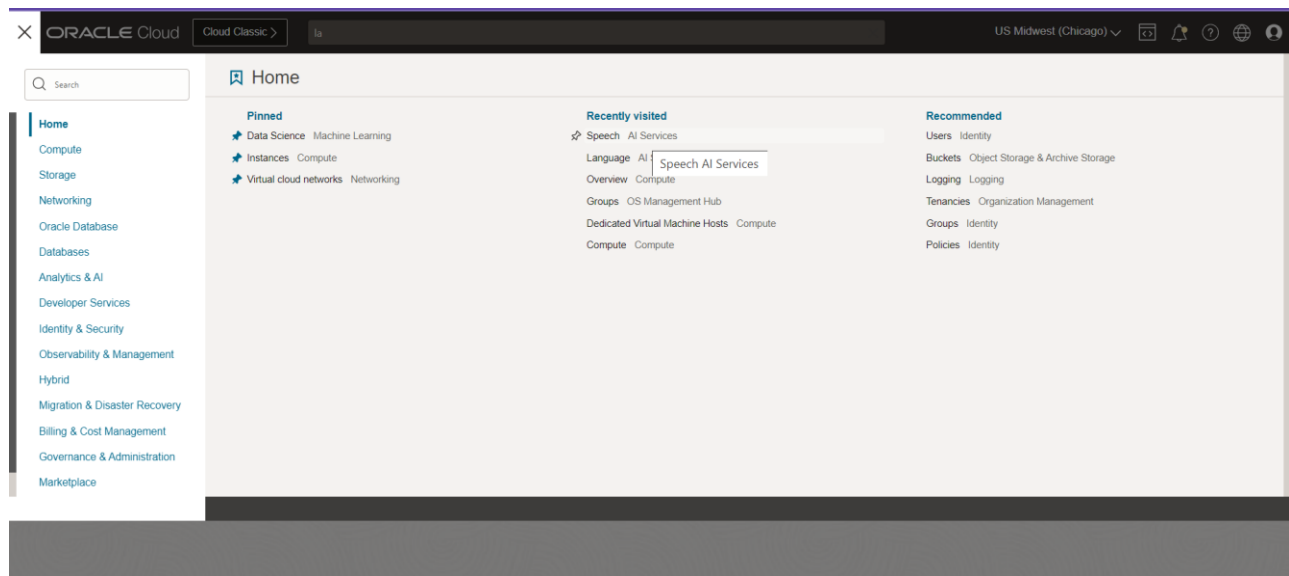 ORACLE Cloud
Cloud Classic >
la
US Midwest (Chicago)
Search
Home
Compute
Storage
Networking
Oracle Database
Databases
Analytics & AI
Developer Services
Identity & Security
Observability & Management
Hybrid
Migration & Disaster Recovery
Billing & Cost Management
Governance & Administration
Marketplace
Home
Pinned
Data Science Machine Learning
Instances Compute
Virtual cloud networks Networking
Recently visited
Speech AI Services
Language AI
Speech AI Services
Overview Compute
Groups OS Management Hub
Dedicated Virtual Machine Hosts Compute
Compute Compute
Recommended
Users Identity
Buckets Object Storage & Archive Storage
Logging Logging
Tenancies Organization Management
Groups Identity
Policies Identity